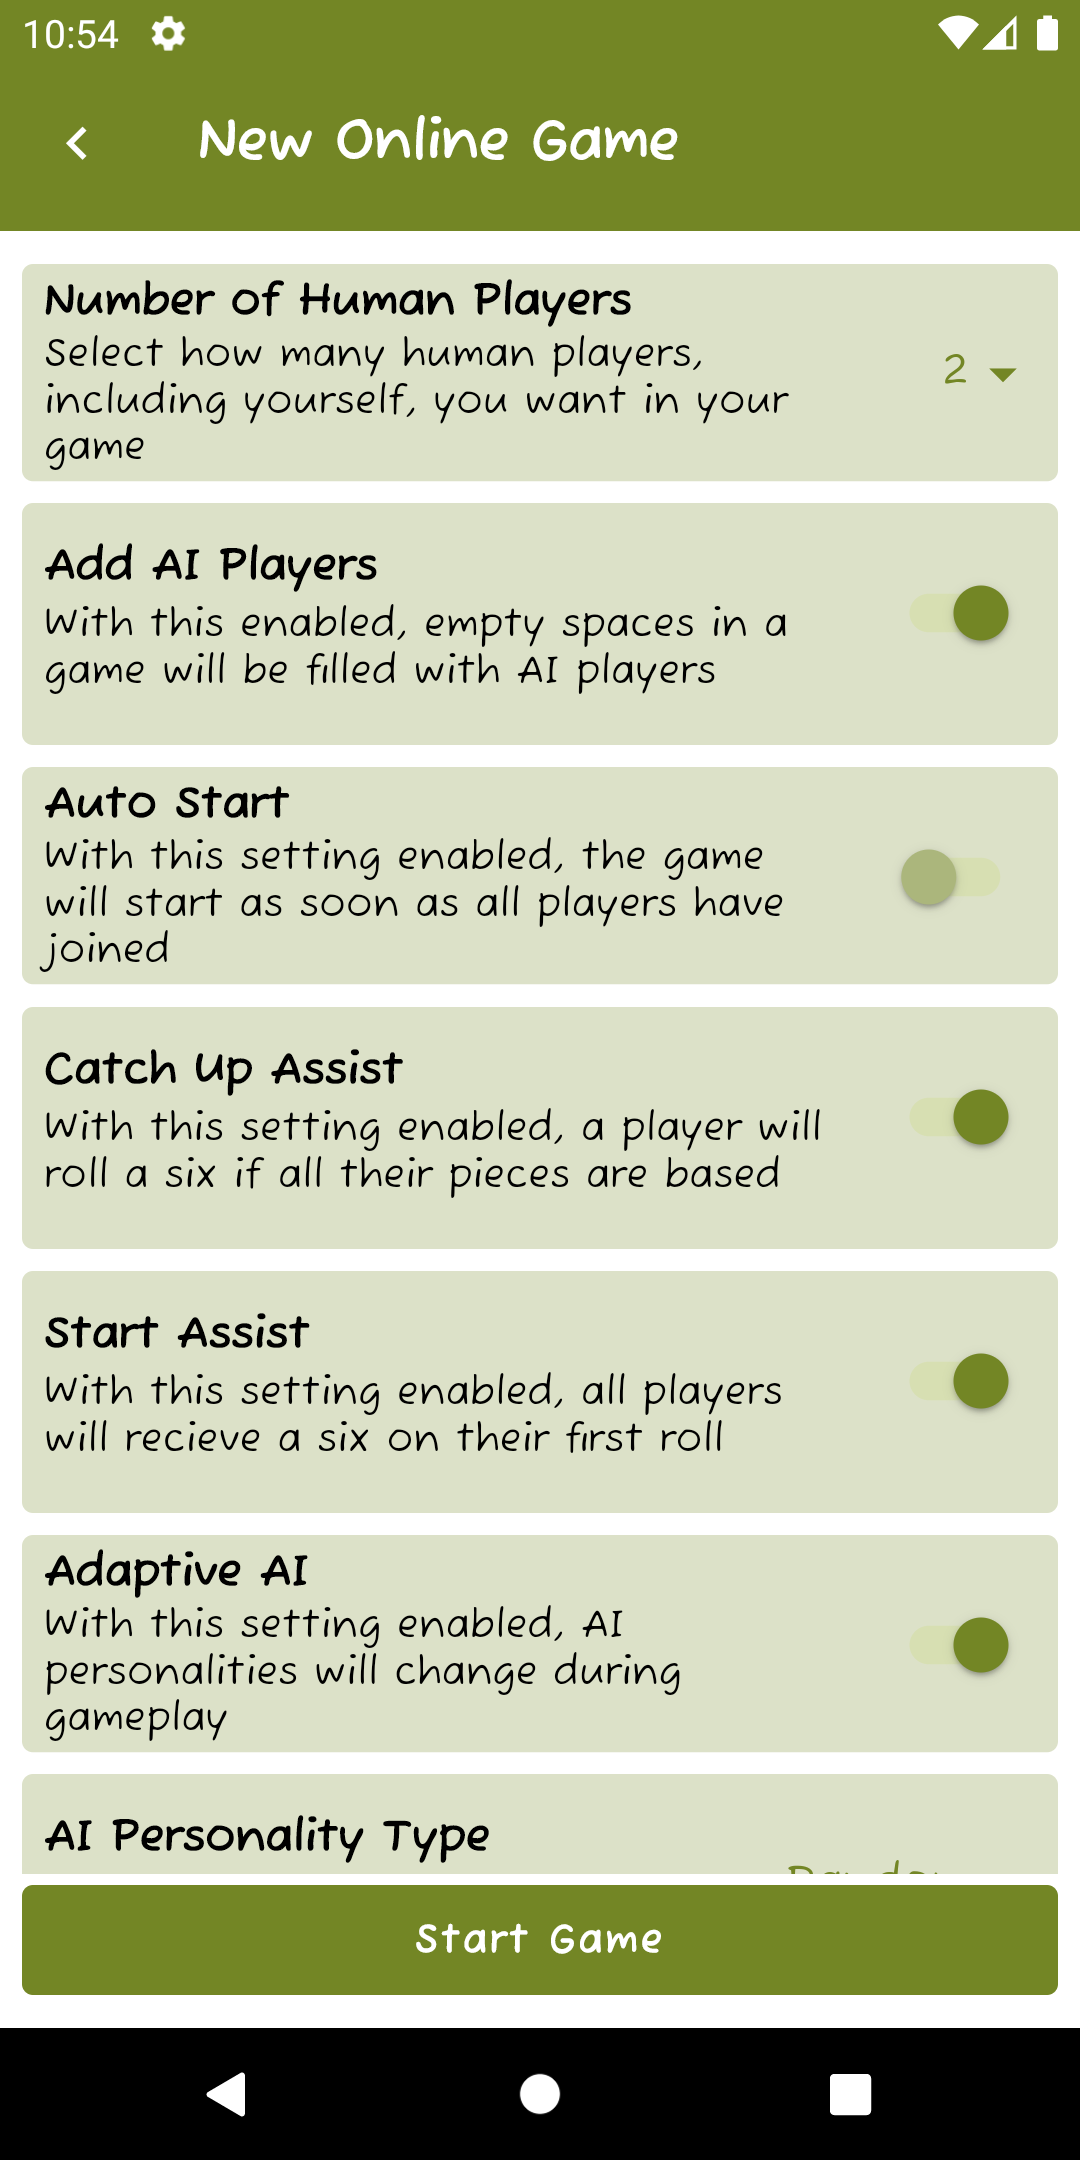 10:54
New Online Game
Number of Human Players
Select how many human players,
including yourself, you want in your
game
2
Add AI Players
With this enabled, empty spaces in a
game will be filled with AI players
Auto Start
With this setting enabled, the game
will start as soon as all players have
joined
Catch Up Assist
With this setting enabled, a player will
roll a six if all their pieces are based
Start Assist
With this setting enabled, all players
will recieve a six on their first roll
Adaptive AI
With this setting enabled, AI
personalities will change during
gameplay
AI Personality Type
Start Game